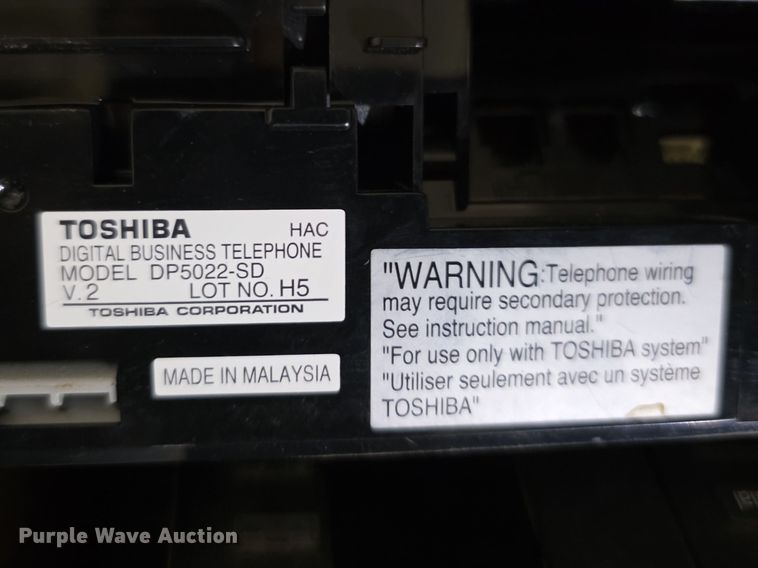 TOSHIBA HAC
DIGITAL BUSINESS TELEPHONE
MODEL DP5022-SD
V.2 LOT NO. H5
TOSHIBA CORPORATION
MADE IN MALAYSIA
"WARNING:Telephone wiring
may require secondary protection.
See instruction manual."
"For use only with TOSHIBA system"
"Utiliser seulement avec un système
TOSHIBA"
Purple Wave Auction